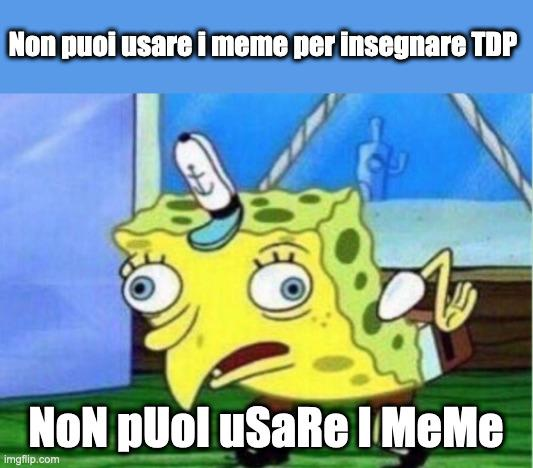 Non puoi usare i meme per insegnare TDP
NoN pUoI uSaRe I MeMe
imgflip.com